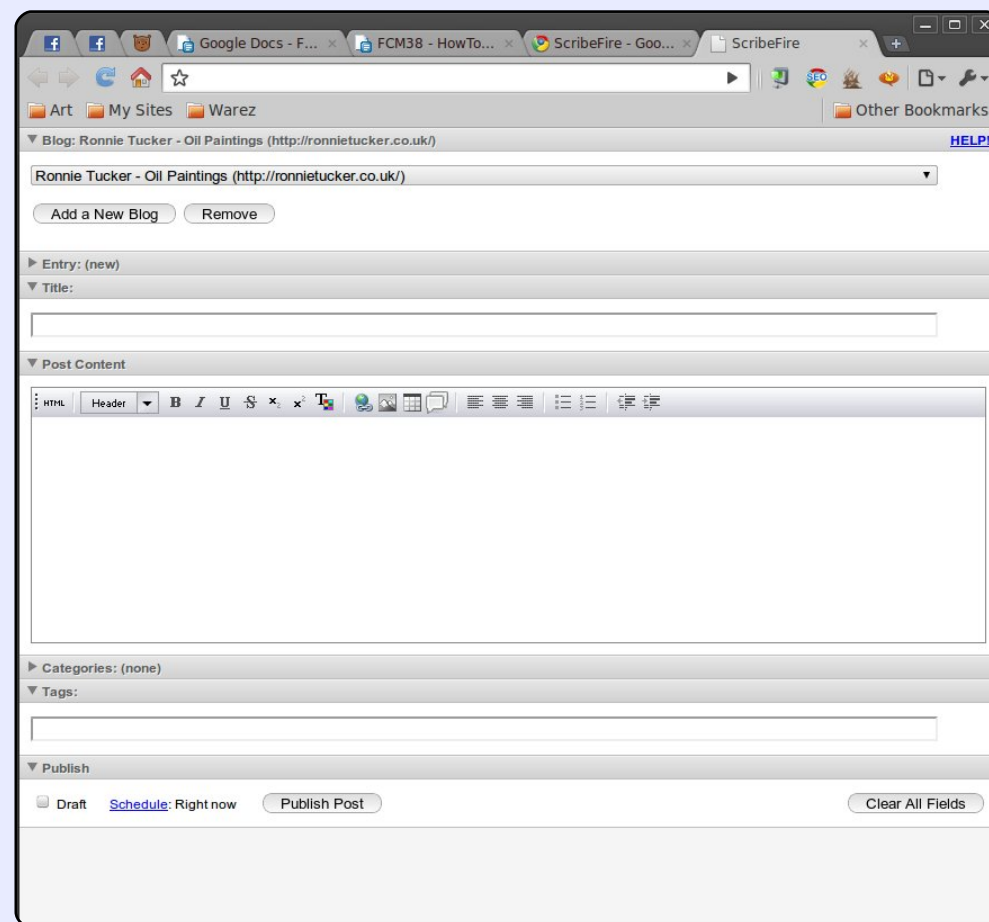 Google Docs - F... FCM38 - HowTo... ScribeFire - Goo... ScribeFire
SEO
Art My Sites Warez Other Bookmarks
Blog: Ronnie Tucker - Oil Paintings (http://ronnietucker.co.uk/) HELP!
Ronnie Tucker - Oil Paintings (http://ronnietucker.co.uk/)
Add a New Blog Remove
Entry: (new)
Title:
Post Content
HTML Header B I U S x x² T
Categories: (none)
Tags:
Publish
Draft Schedule: Right now Publish Post Clear All Fields